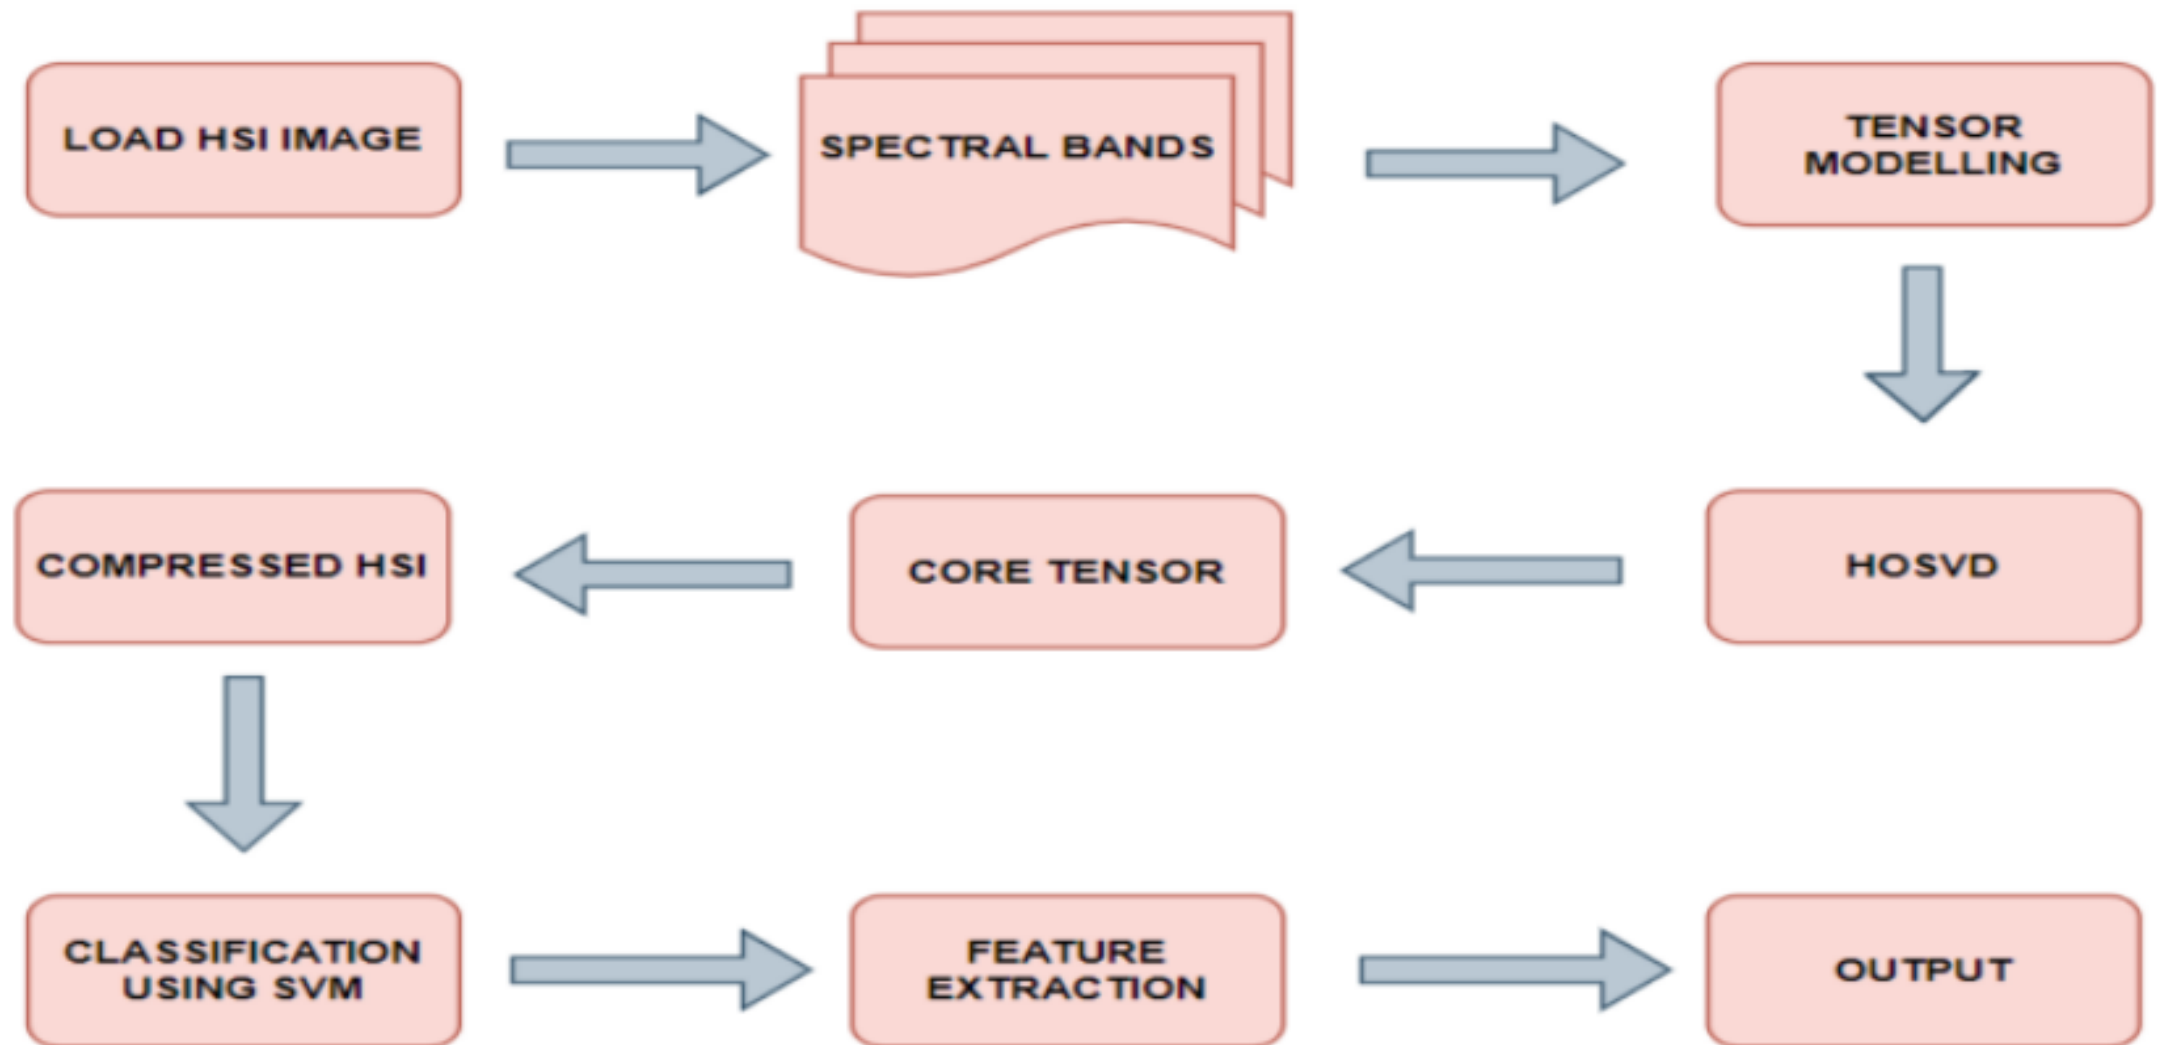 LOAD HSI IMAGE
SPECTRAL BANDS
TENSOR
MODELLING
HOSVD
CORE TENSOR
COMPRESSED HSI
CLASSIFICATION
USING SVM
FEATURE
EXTRACTION
OUTPUT